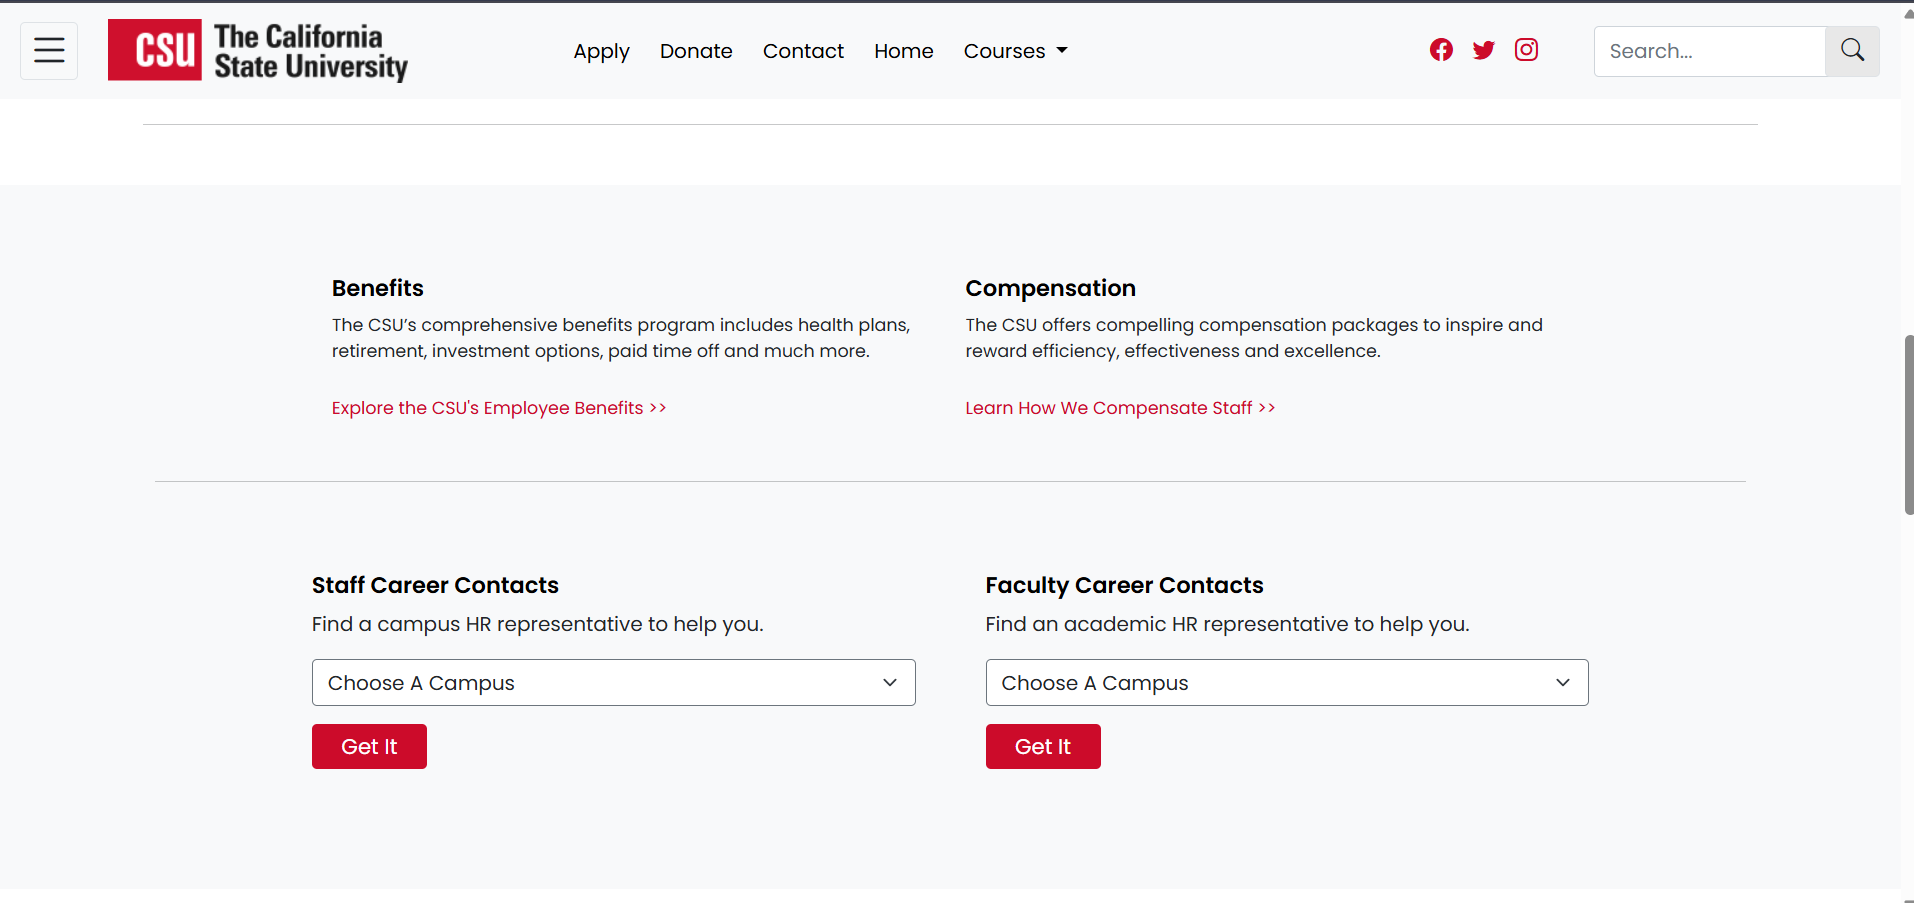 CSU The California
State University
Apply Donate Contact Home Courses
Search...
Benefits
The CSU’s comprehensive benefits program includes health plans,
retirement, investment options, paid time off and much more.
Explore the CSU's Employee Benefits >>
Compensation
The CSU offers compelling compensation packages to inspire and
reward efficiency, effectiveness and excellence.
Learn How We Compensate Staff >>
Staff Career Contacts
Find a campus HR representative to help you.
Choose A Campus
Get It
Faculty Career Contacts
Find an academic HR representative to help you.
Choose A Campus
Get It